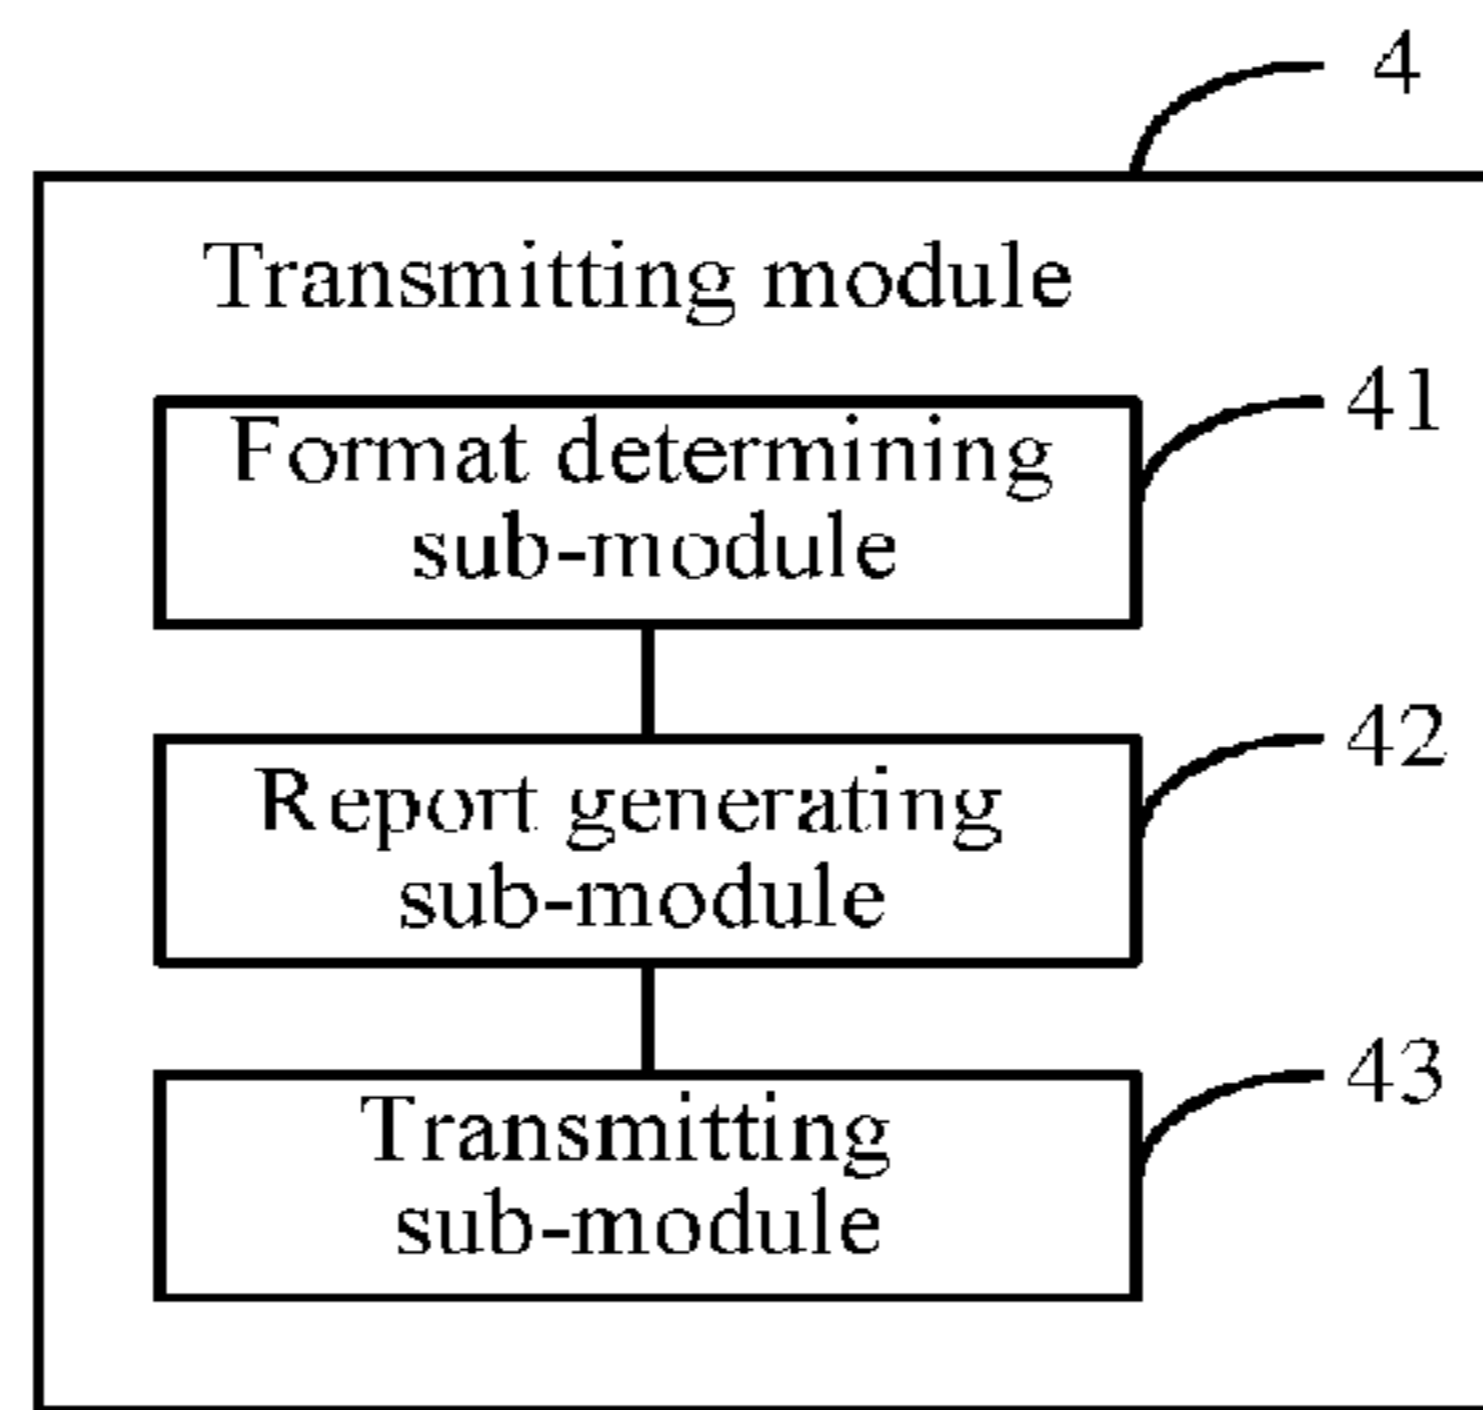 4
Transmitting module
41
Format determining
sub-module
42
Report generating
sub-module
43
Transmitting
sub-module